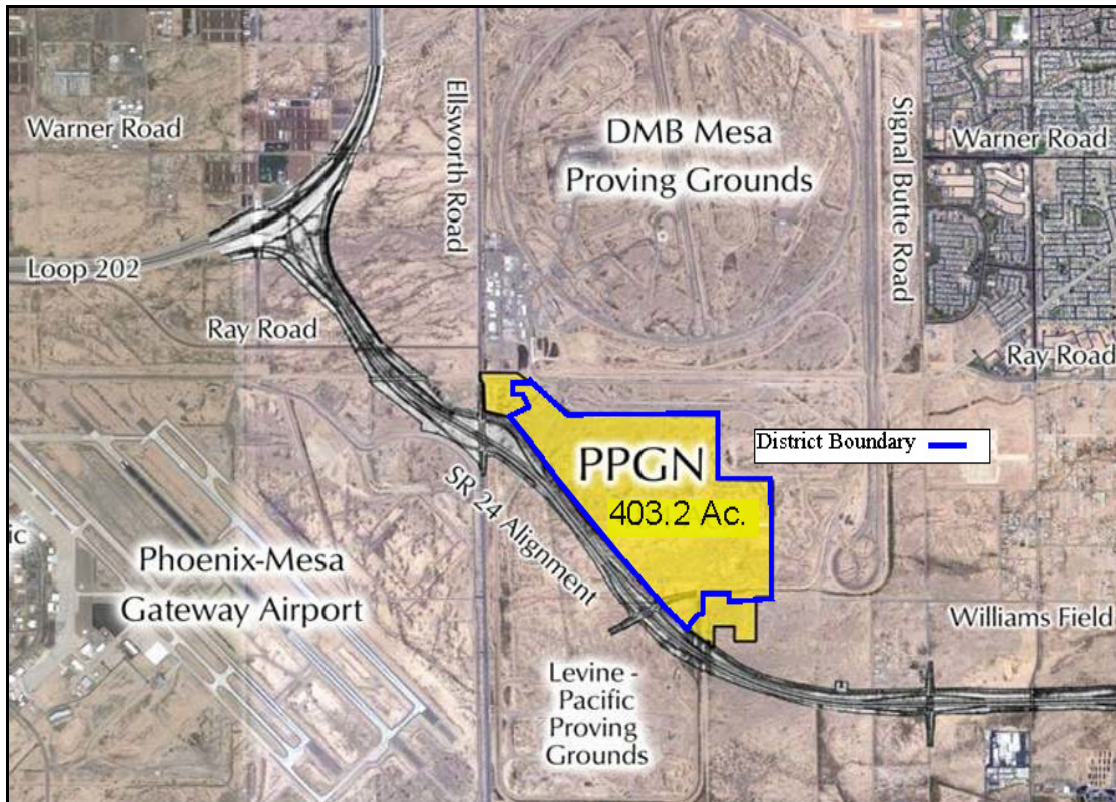 Warner Road
Ellsworth Road
DMB Mesa
Proving Grounds
Signal Butte Road
Warner Road
Loop 202
Ray Road
Ray Road
District Boundary
PPGN
403.2 Ac.
SR 24 Alignment
ic
Phoenix-Mesa
Gateway Airport
Williams Field
Levine -
Pacific
Proving
Grounds